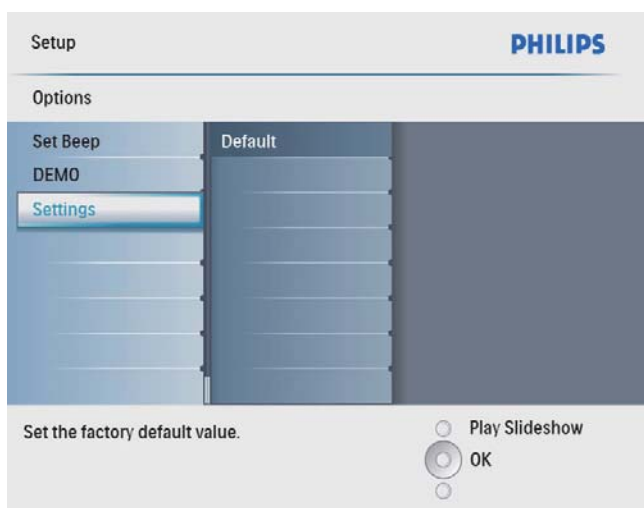 Setup
PHILIPS
Options
Set Beep
Default
DEMO
Settings
Set the factory default value.
Play Slideshow
OK